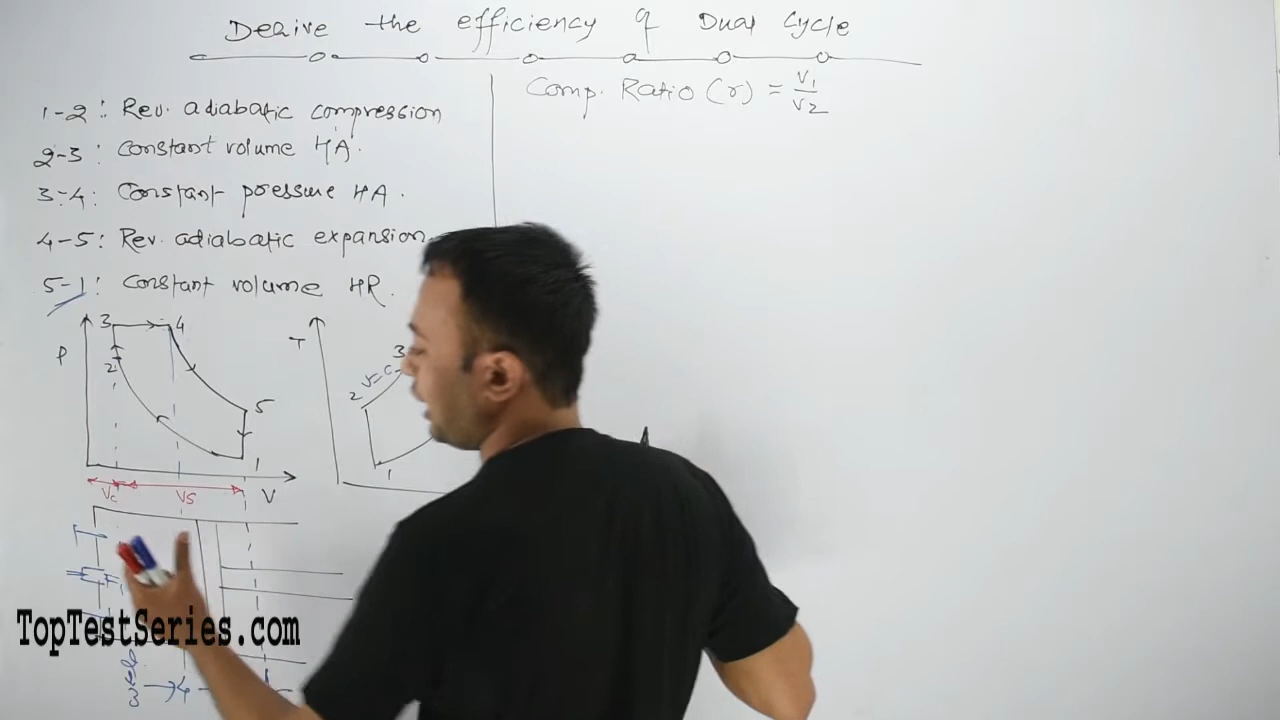 Derive the efficiency of Dual Cycle
1-2: Rev. adiabatic compression
2-3: Constant volume HA.
3-4: Constant pressure HA.
4-5: Rev. adiabatic expansion
5-1: Constant volume HR.
Comp. Ratio (r) = V1/V2
P
3
4
2
5
1
Vc
Vs
V
T
3
V=C
2
1
TopTestSeries.com
4